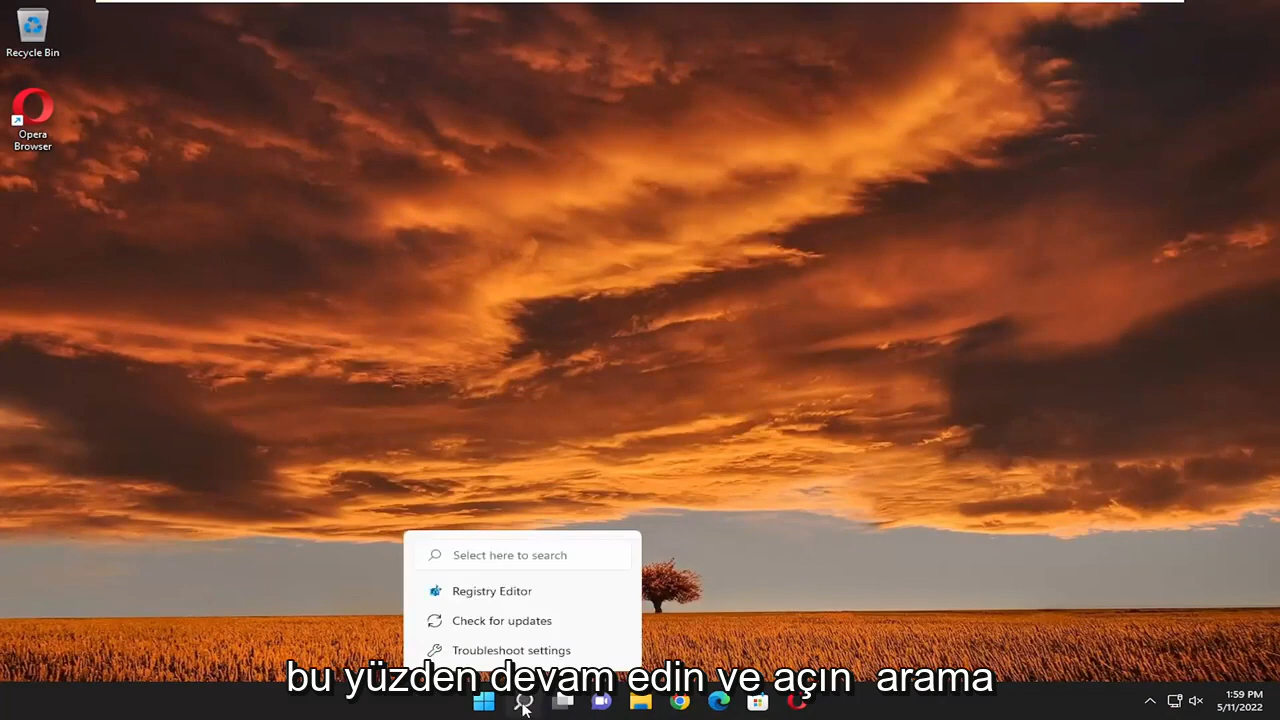 Recycle Bin
Opera
Browser
Select here to search
Registry Editor
Check for updates
Troubleshoot settings
bu yüzden devam edin ve açın arama
1:59 PM
5/11/2022